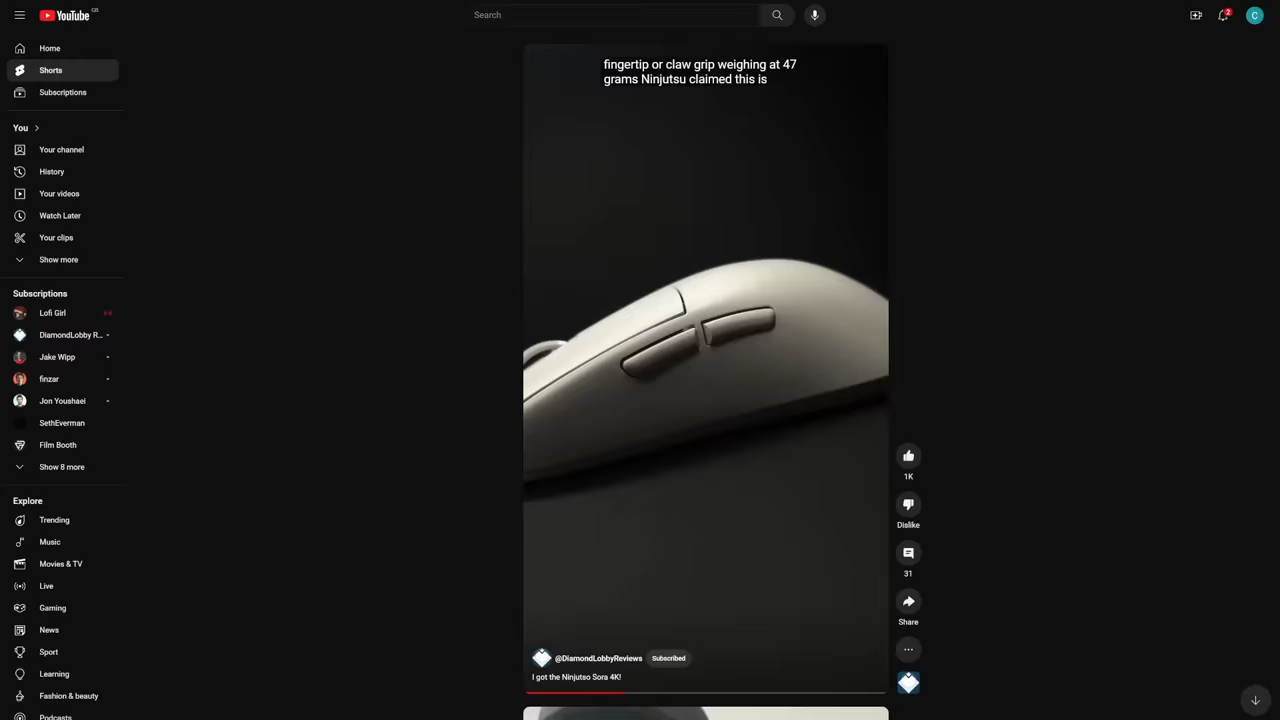 YouTube GB
Search
2
C
Home
Shorts
Subscriptions
You
Your channel
History
Your videos
Watch Later
Your clips
Show more
Subscriptions
Lofi Girl
DiamondLobby R...
Jake Wipp
finzar
Jon Youshaei
SethEverman
Film Booth
Show 8 more
Explore
Trending
Music
Movies & TV
Live
Gaming
News
Sport
Learning
Fashion & beauty
Podcasts
fingertip or claw grip weighing at 47
grams Ninjutsu claimed this is
@DiamondLobbyReviews Subscribed
I got the Ninjutso Sora 4K!
1K
Dislike
31
Share